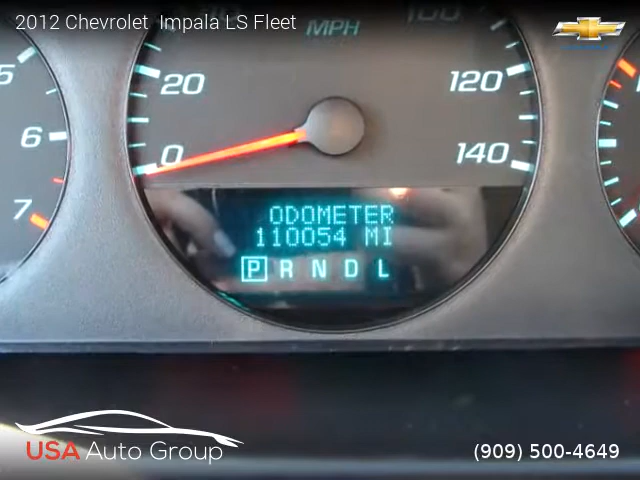 2012 Chevrolet Impala LS Fleet
MPH
100
5
20
120
6
0
140
7
ODOMETER
110054 MI
P R N D L
USA Auto Group
(909) 500-4649